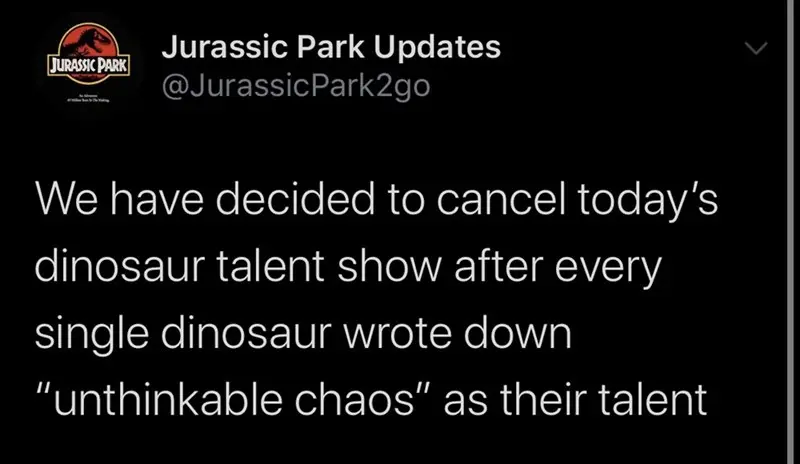 JURASSIC PARK
Jurassic Park Updates
@JurassicPark2go
We have decided to cancel today’s
dinosaur talent show after every
single dinosaur wrote down
“unthinkable chaos” as their talent